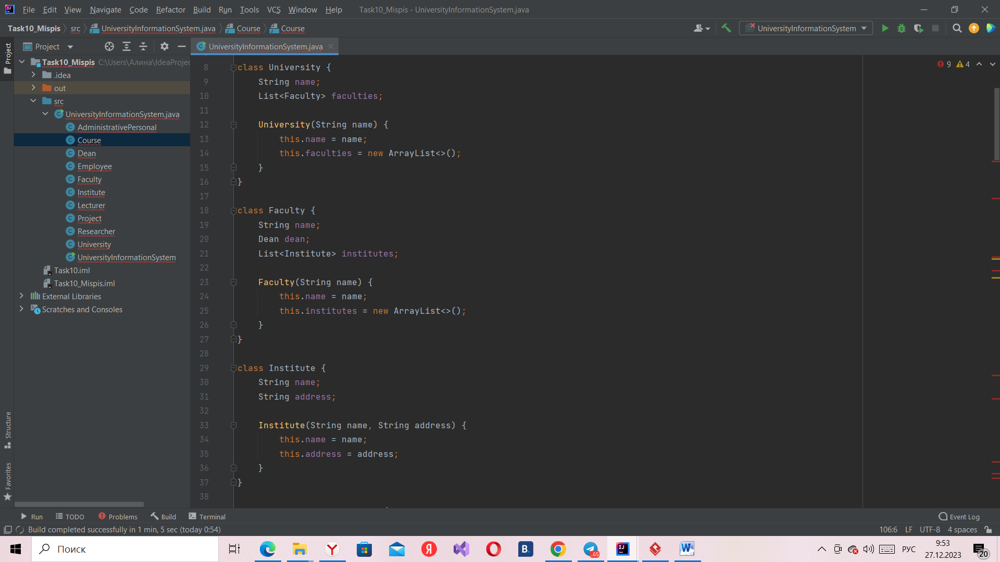 File Edit View Navigate Code Refactor Build Run Tools VCS Window Help Task10_Mispis - UniversityInformationSystem.java
Task10_Mispis src UniversityInformationSystem.java Course Course UniversityInformationSystem
Project
Project
UniversityInformationSystem.java
Task10_Mispis C:\Users\Алина\IdeaProjec
.idea
out
src
UniversityInformationSystem.java
AdministrativePersonal
Course
Dean
Employee
Faculty
Institute
Lecturer
Project
Researcher
University
UniversityInformationSystem
Task10.iml
Task10_Mispis.iml
External Libraries
Scratches and Consoles
Structure
Favorites
9 4
8 class University {
9 String name;
10 List<Faculty> faculties;
11
12 University(String name) {
13 this.name = name;
14 this.faculties = new ArrayList<>();
15 }
16 }
17
18 class Faculty {
19 String name;
20 Dean dean;
21 List<Institute> institutes;
22
23 Faculty(String name) {
24 this.name = name;
25 this.institutes = new ArrayList<>();
26 }
27 }
28
29 class Institute {
30 String name;
31 String address;
32
33 Institute(String name, String address) {
34 this.name = name;
35 this.address = address;
36 }
37 }
38
Run TODO Problems Build Terminal Event Log
Build completed successfully in 1 min, 5 sec (today 0:54) 106:6 LF UTF-8 4 spaces
Поиск
РУС
9:53
27.12.2023
20